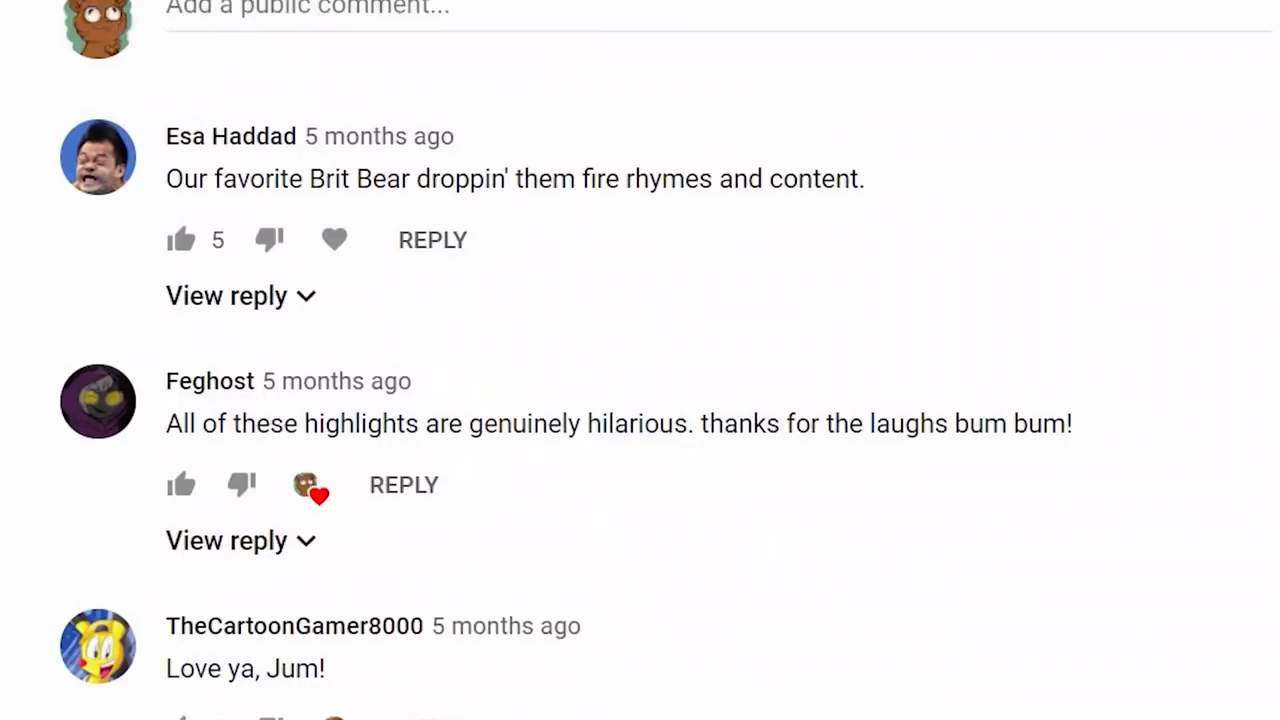 Add a public comment...
Esa Haddad 5 months ago
Our favorite Brit Bear droppin' them fire rhymes and content.
5 REPLY
View reply
Feghost 5 months ago
All of these highlights are genuinely hilarious. thanks for the laughs bum bum!
REPLY
View reply
TheCartoonGamer8000 5 months ago
Love ya, Jum!